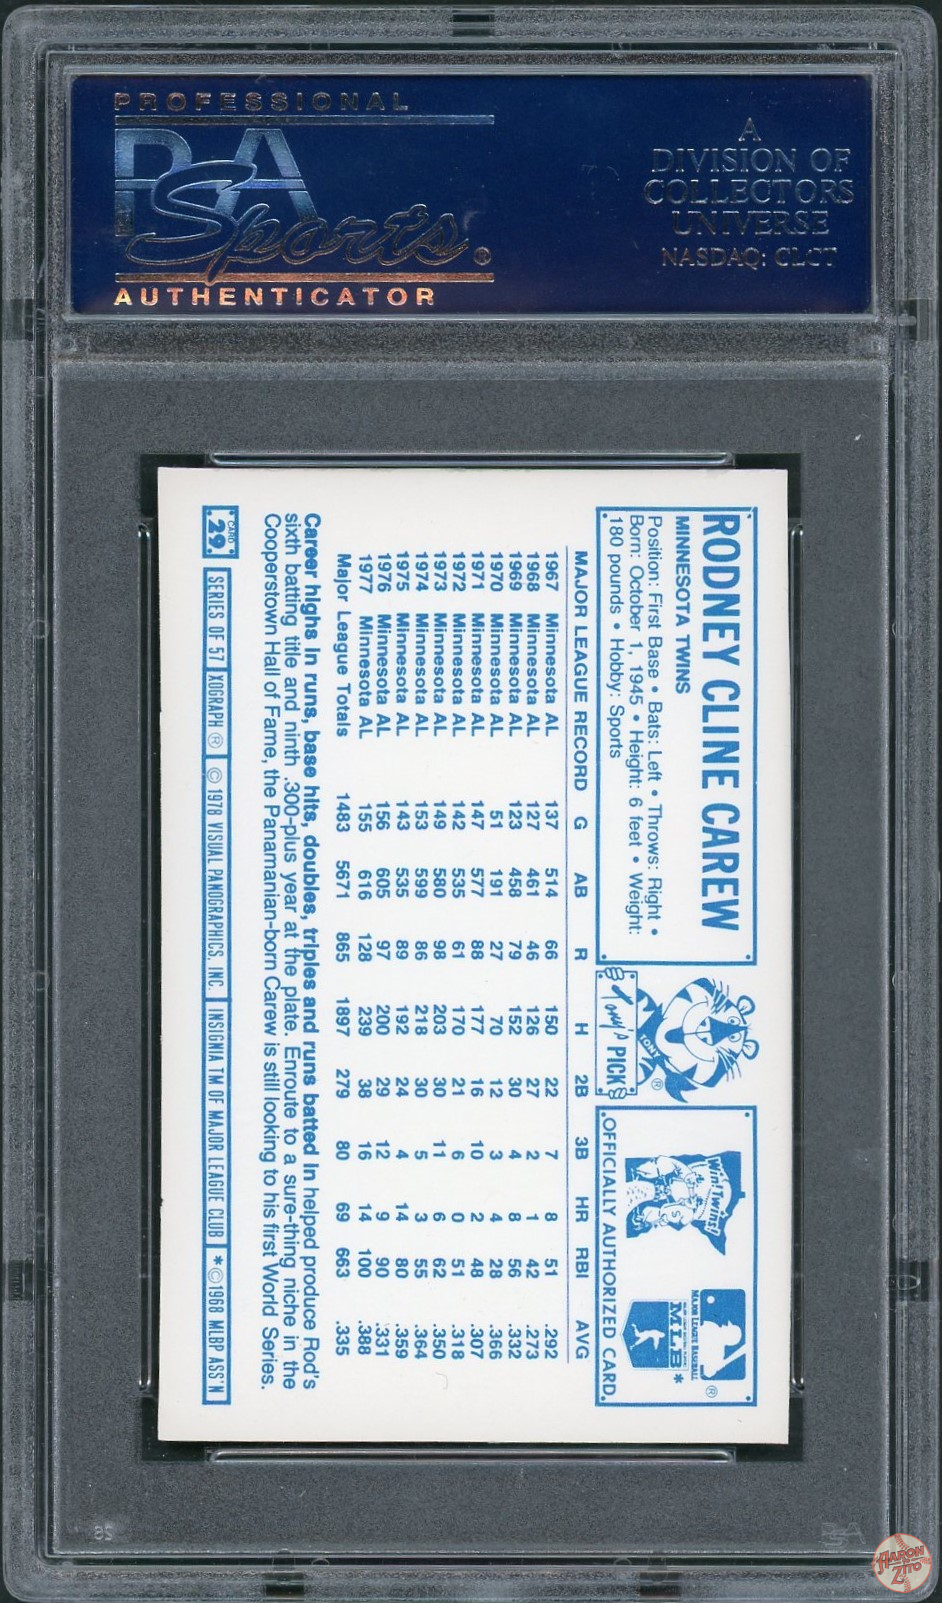 PROFESSIONAL
PSA
Sports®
AUTHENTICATOR
A
DIVISION OF
COLLECTORS
UNIVERSE
NASDAQ: CLCT
RODNEY CLINE CAREW
MINNESOTA TWINS
Position: First Base • Bats: Left • Throws: Right •
Born: October 1, 1945 • Height: 6 feet • Weight:
180 pounds • Hobby: Sports
TONY
®
Tony's PICK
Win! Twins!
MAJOR LEAGUE BASEBALL
®
MLB *
OFFICIALLY AUTHORIZED CARD
MAJOR LEAGUE RECORD G AB R H 2B 3B HR RBI AVG
1967 Minnesota AL 137 514 66 150 22 7 8 51 .292
1968 Minnesota AL 127 461 46 126 27 2 1 42 .273
1969 Minnesota AL 123 458 79 152 30 4 8 56 .332
1970 Minnesota AL 51 191 27 70 12 3 4 28 .366
1971 Minnesota AL 147 577 88 177 16 10 2 48 .307
1972 Minnesota AL 142 535 61 170 21 6 0 51 .318
1973 Minnesota AL 149 580 98 203 30 11 6 62 .350
1974 Minnesota AL 153 599 86 218 30 5 3 55 .364
1975 Minnesota AL 143 535 89 192 24 4 14 80 .359
1976 Minnesota AL 156 605 97 200 29 12 9 90 .331
1977 Minnesota AL 155 616 128 239 38 16 14 100 .388
Major League Totals 1483 5671 865 1897 279 80 69 663 .335
Career highs in runs, base hits, doubles, triples and runs batted in helped produce Rod's
sixth batting title and ninth .300-plus year at the plate. Enroute to a sure-thing niche in the
Cooperstown Hall of Fame, the Panamanian-born Carew is still looking to his first World Series.
CARD
29
SERIES OF 57 XOGRAPH ® © 1978 VISUAL PANOGRAPHICS, INC. INSIGNIA TM OF MAJOR LEAGUE CLUB *©1968 MLBP ASS'N
AARON
ZITO